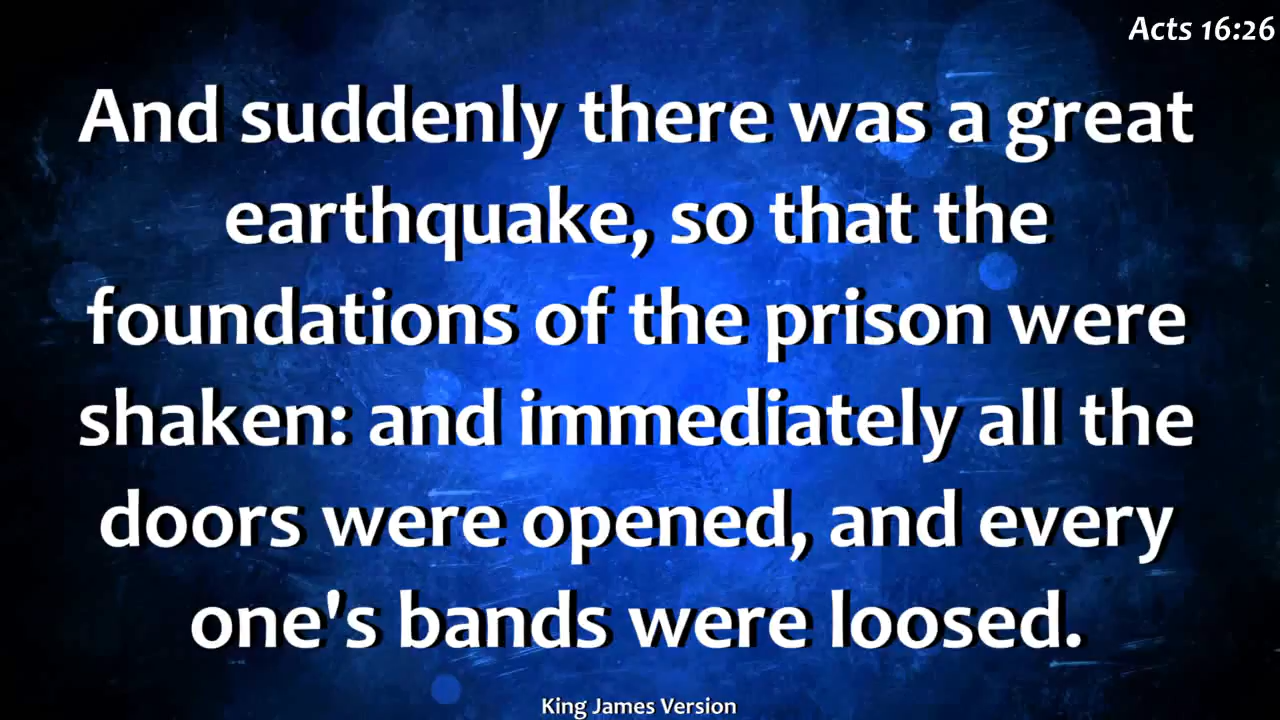 Acts 16:26
And suddenly there was a great
earthquake, so that the
foundations of the prison were
shaken: and immediately all the
doors were opened, and every
one's bands were loosed.
King James Version